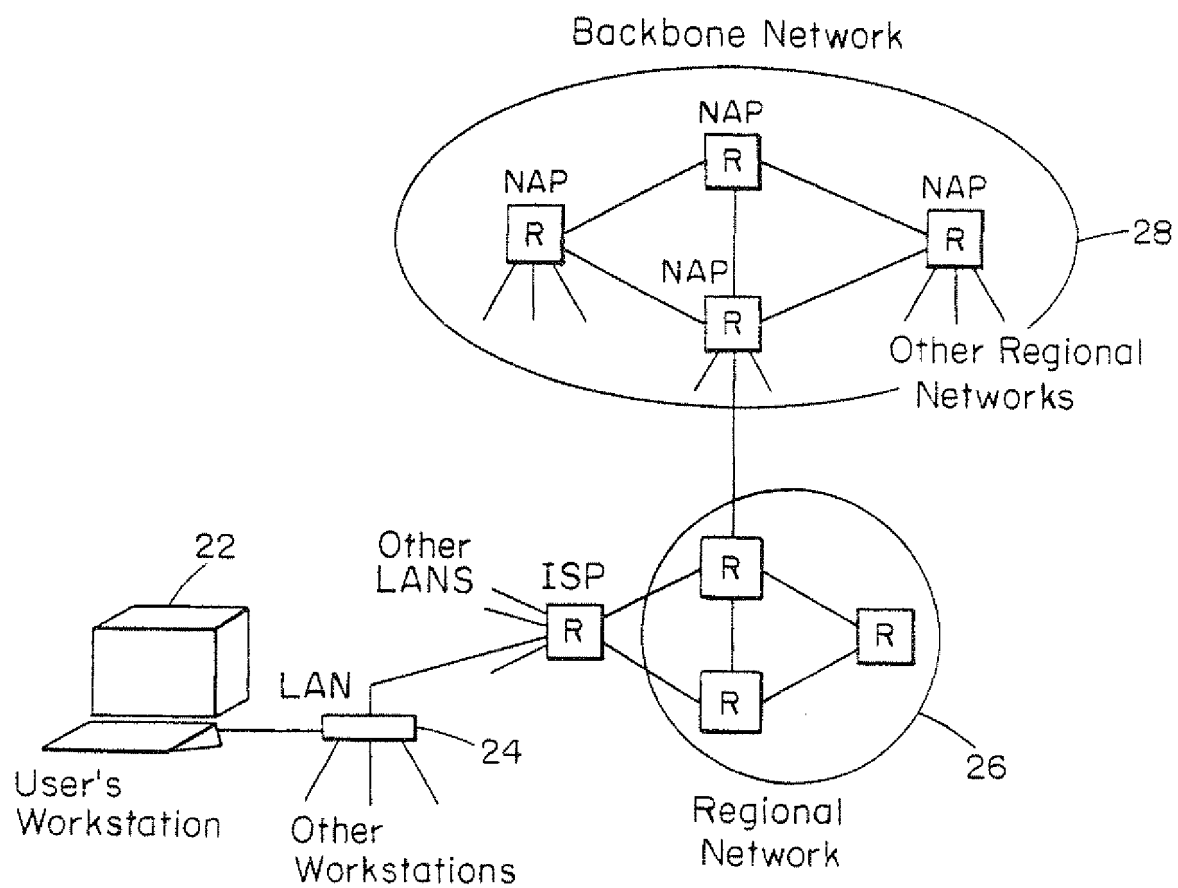 Backbone Network
NAP
R
NAP
R
NAP
R
28
NAP
R
Other Regional
Networks
22
Other
LANS
ISP
R
R
R
R
LAN
24
26
User's
Workstation
Other
Workstations
Regional
Network